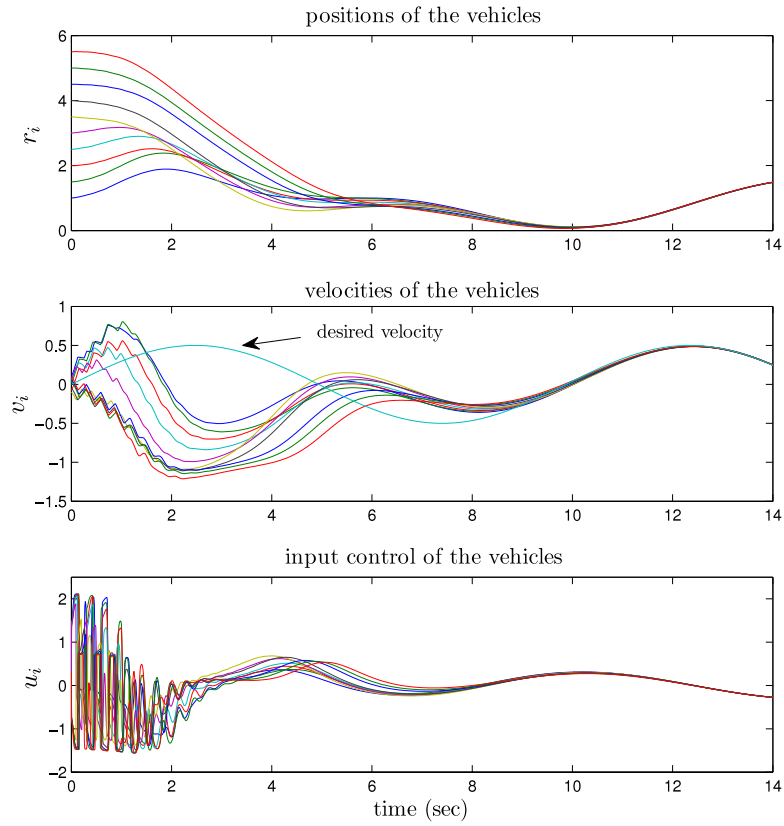 positions of the vehicles
6
4
2
0
r_i
0 2 4 6 8 10 12 14
velocities of the vehicles
1
0.5
0
−0.5
−1
−1.5
v_i
desired velocity
0 2 4 6 8 10 12 14
input control of the vehicles
2
1
0
−1
−2
u_i
0 2 4 6 8 10 12 14
time (sec)